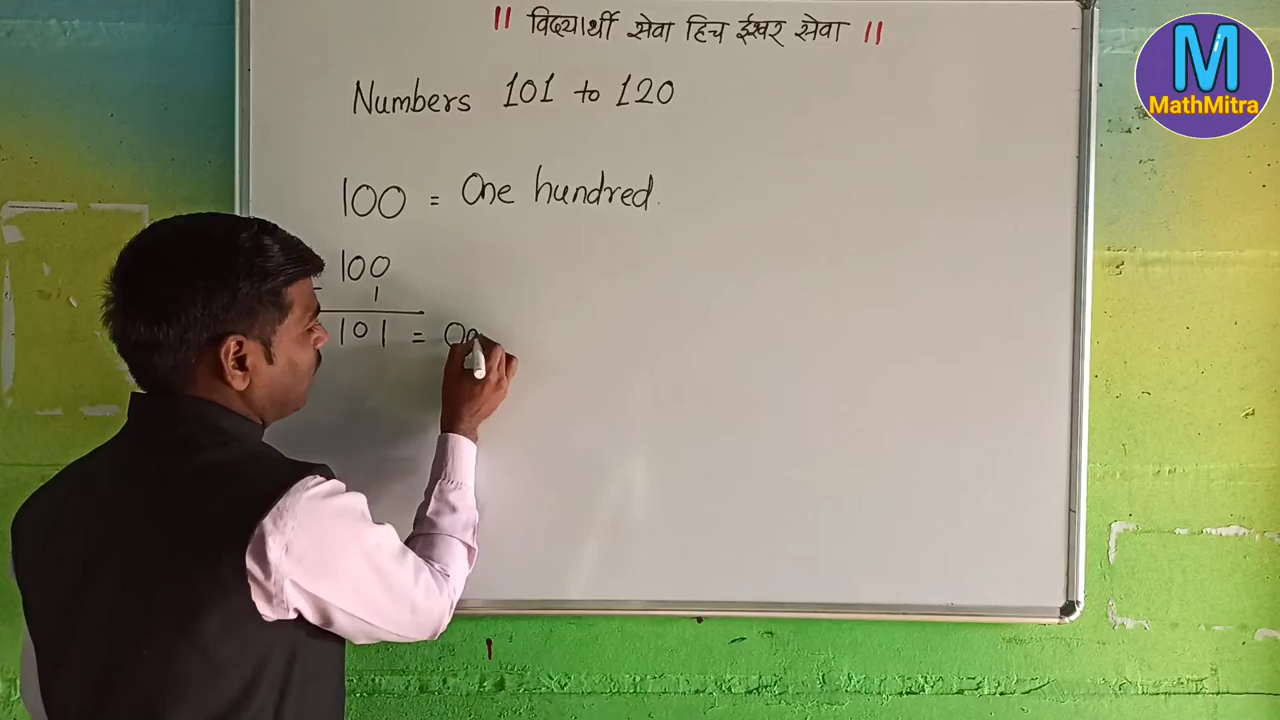 || विद्यार्थी सेवा हिच ईश्वर सेवा ||
M
MathMitra
Numbers 101 to 120
100 = One hundred.
100
1
101 = On